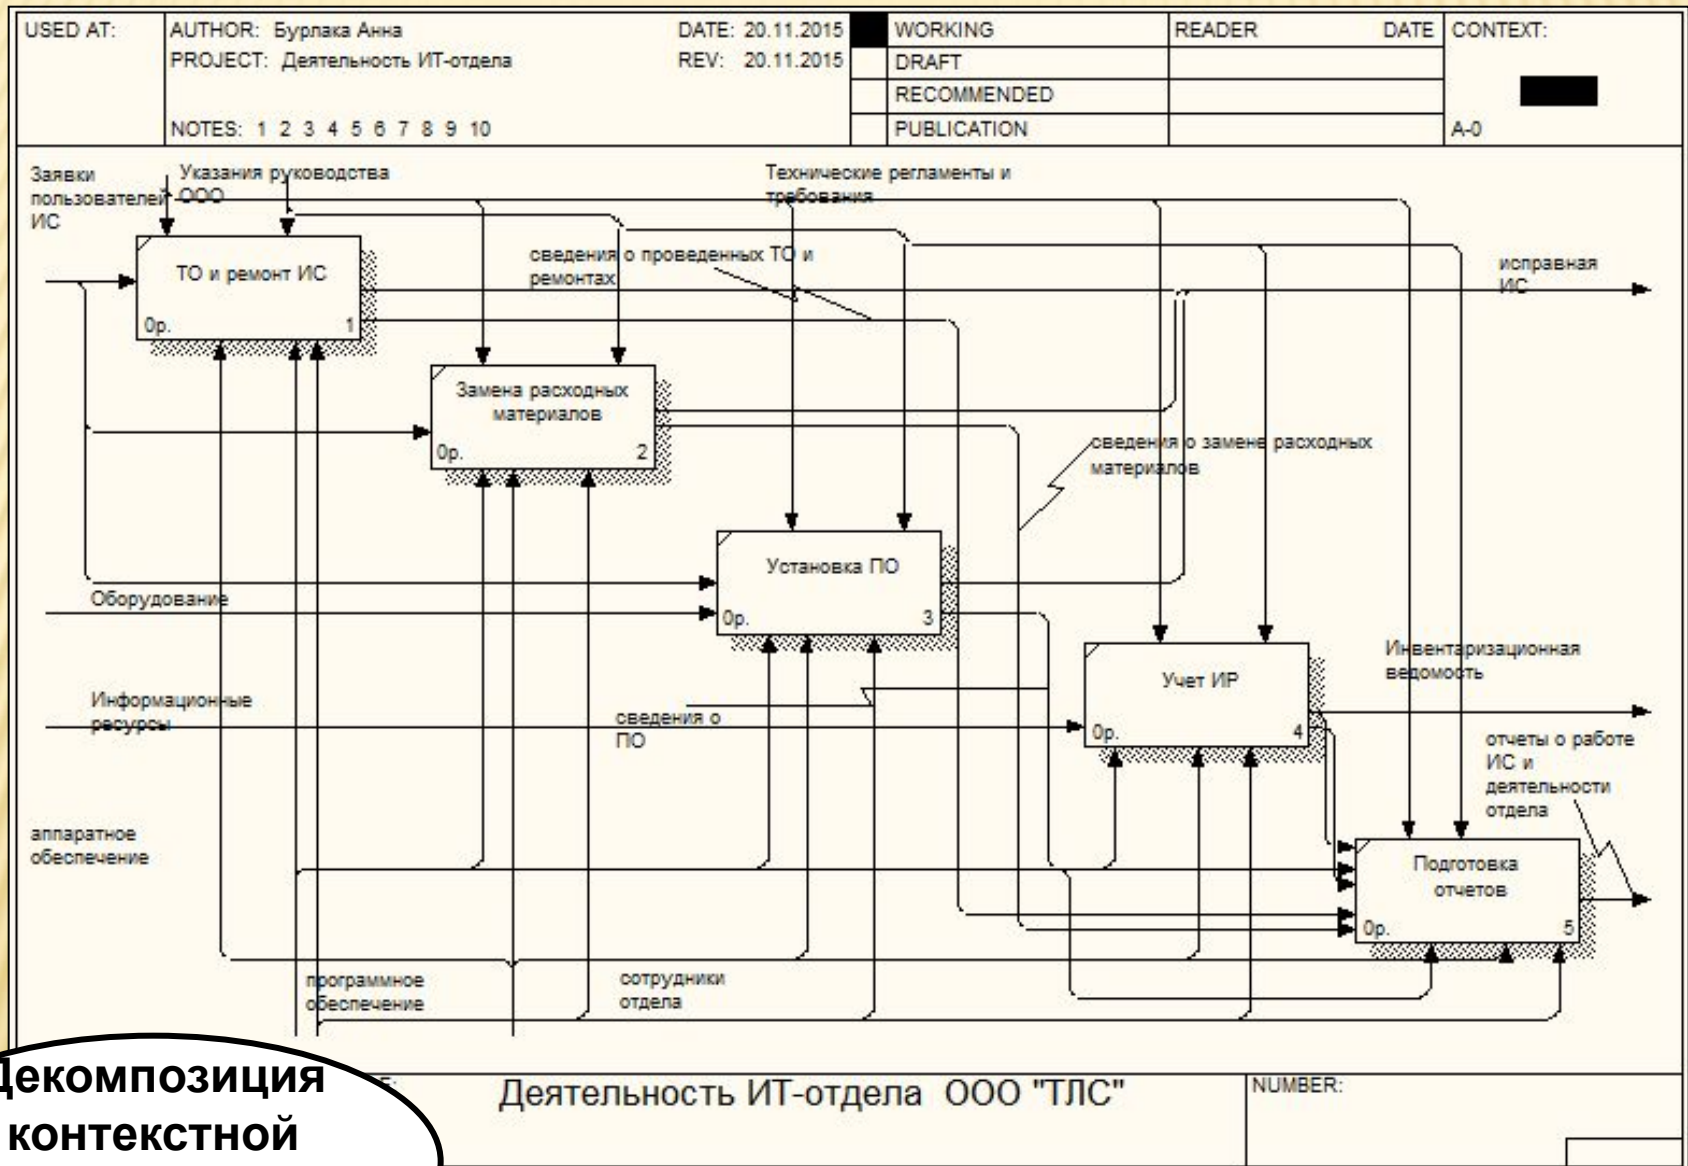 USED AT:
AUTHOR: Бурлака Анна
DATE: 20.11.2015
PROJECT: Деятельность ИТ-отдела
REV: 20.11.2015
NOTES: 1 2 3 4 5 6 7 8 9 10
WORKING
DRAFT
RECOMMENDED
PUBLICATION
READER
DATE
CONTEXT:
A-0
Заявки
пользователей
ИС
Указания руководства
ООО
Технические регламенты и
требования
ТО и ремонт ИС
0р. 1
сведения о проведенных ТО и
ремонтах
исправная
ИС
Замена расходных
материалов
0р. 2
сведения о замене расходных
материалов
Установка ПО
0р. 3
Оборудование
Учет ИР
0р. 4
Инвентаризационная
ведомость
Информационные
ресурсы
сведения о
ПО
отчеты о работе
ИС и
деятельности
отдела
аппаратное
обеспечение
Подготовка
отчетов
0р. 5
программное
обеспечение
сотрудники
отдела
Декомпозиция
контекстной
Деятельность ИТ-отдела ООО "ТЛС"
NUMBER: